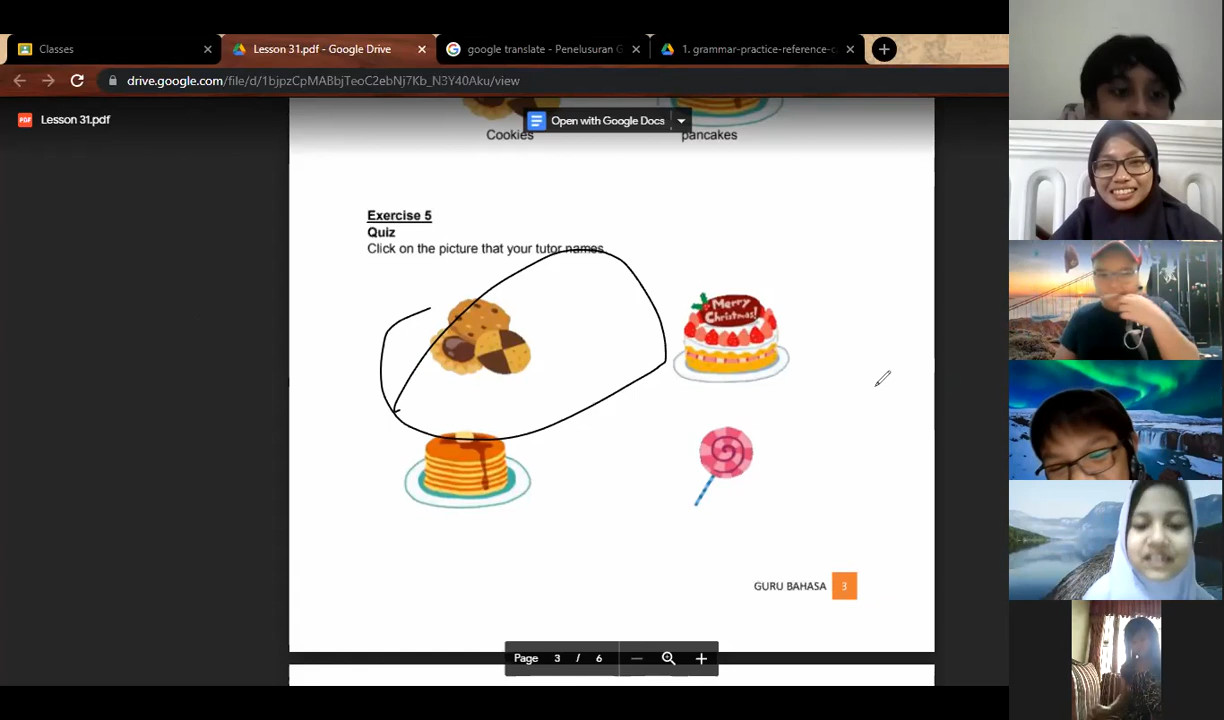 Classes
Lesson 31.pdf - Google Drive
google translate - Penelusuran G
1. grammar-practice-reference-c
drive.google.com/file/d/1bjpzCpMABbjTeoC2ebNj7Kb_N3Y40Aku/view
PDF
Lesson 31.pdf
Open with Google Docs
Cookies
pancakes
Exercise 5
Quiz
Click on the picture that your tutor names
Merry
Christmas!
GURU BAHASA 3
Page 3 / 6